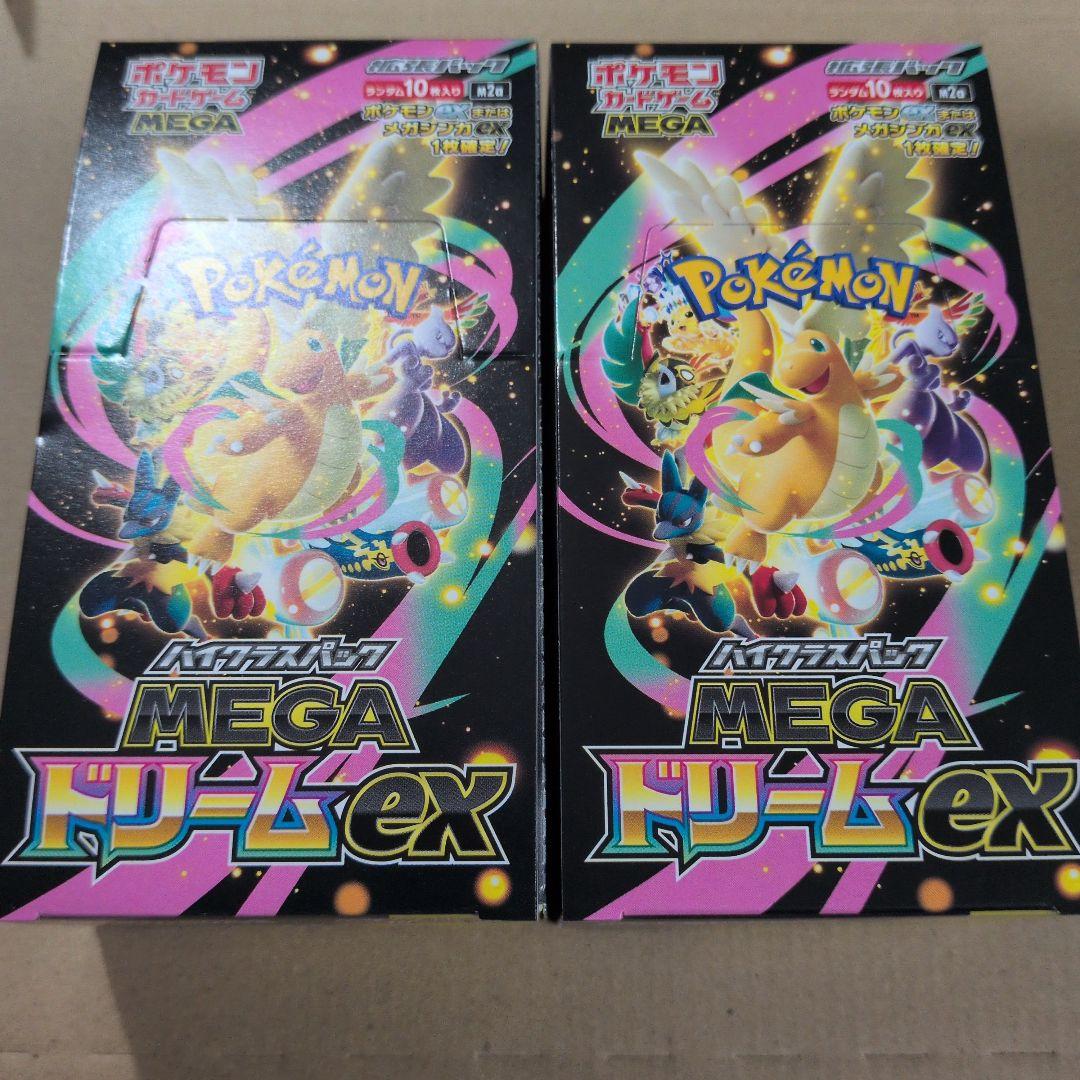 ポケモン
カードゲーム
MEGA
拡張パック
ランダム10枚入り
M2a
ポケモンexまたは
メガシンカex
1枚確定!
POKéMON
ハイクラスパック
MEGA
ドリームex
ポケモン
カードゲーム
MEGA
拡張パック
ランダム10枚入り
M2a
ポケモンexまたは
メガシンカex
1枚確定!
POKéMON
TM
ハイクラスパック
MEGA
ドリームex